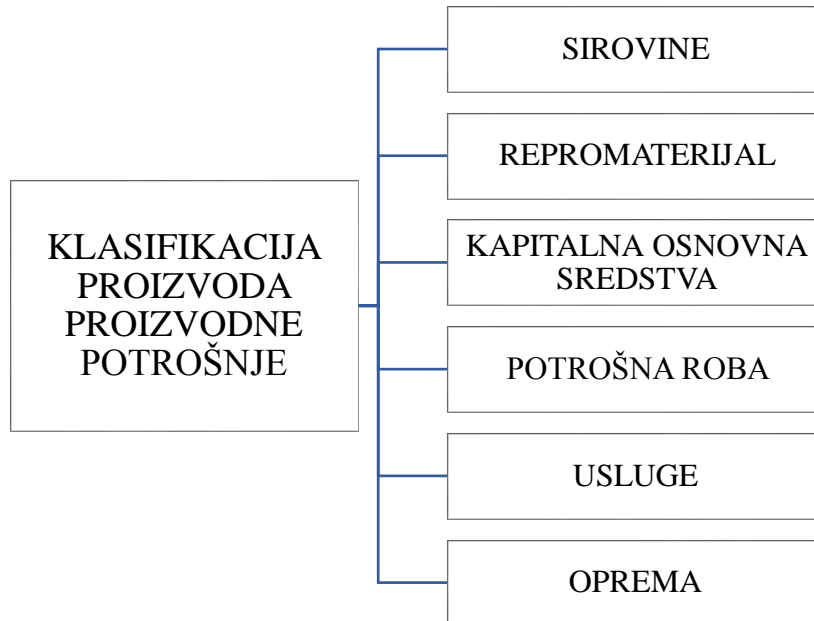 KLASIFIKACIJA
PROIZVODA
PROIZVODNE
POTROŠNJE
SIROVINE
REPROMATERIJAL
KAPITALNA OSNOVNA
SREDSTVA
POTROŠNA ROBA
USLUGE
OPREMA